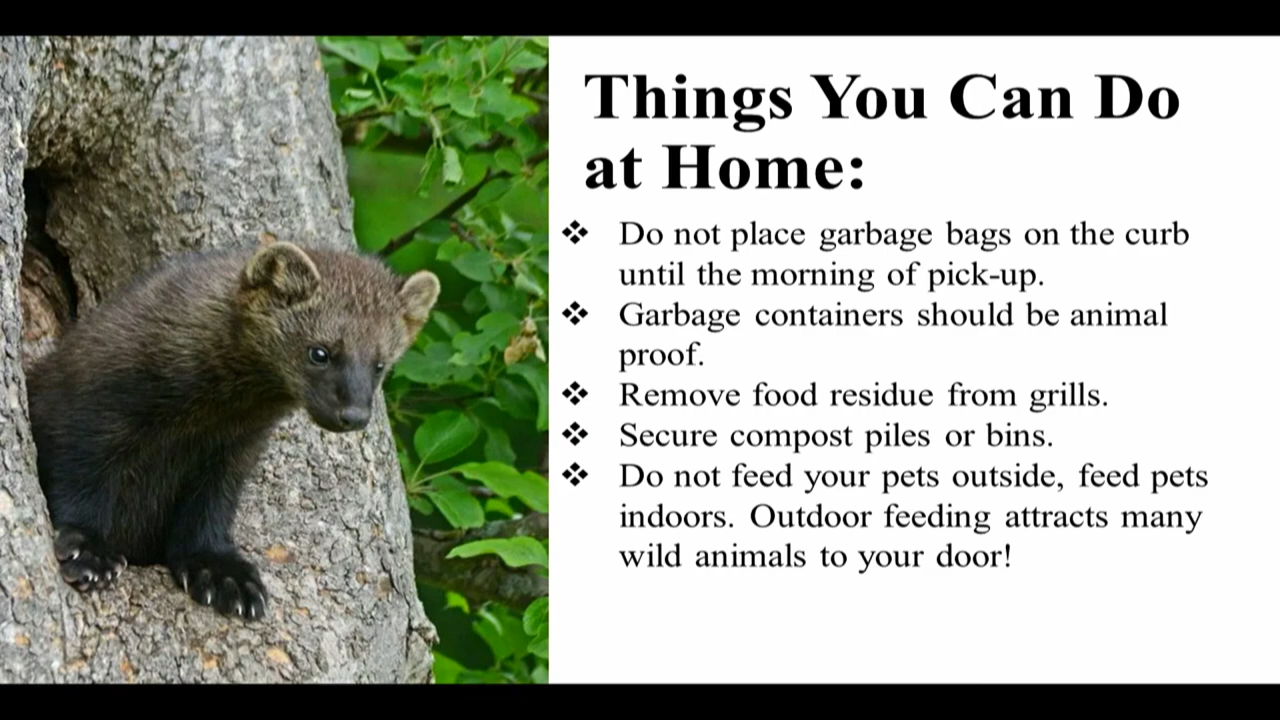 Things You Can Do
at Home:
❖ Do not place garbage bags on the curb
until the morning of pick-up.
❖ Garbage containers should be animal
proof.
❖ Remove food residue from grills.
❖ Secure compost piles or bins.
❖ Do not feed your pets outside, feed pets
indoors. Outdoor feeding attracts many
wild animals to your door!